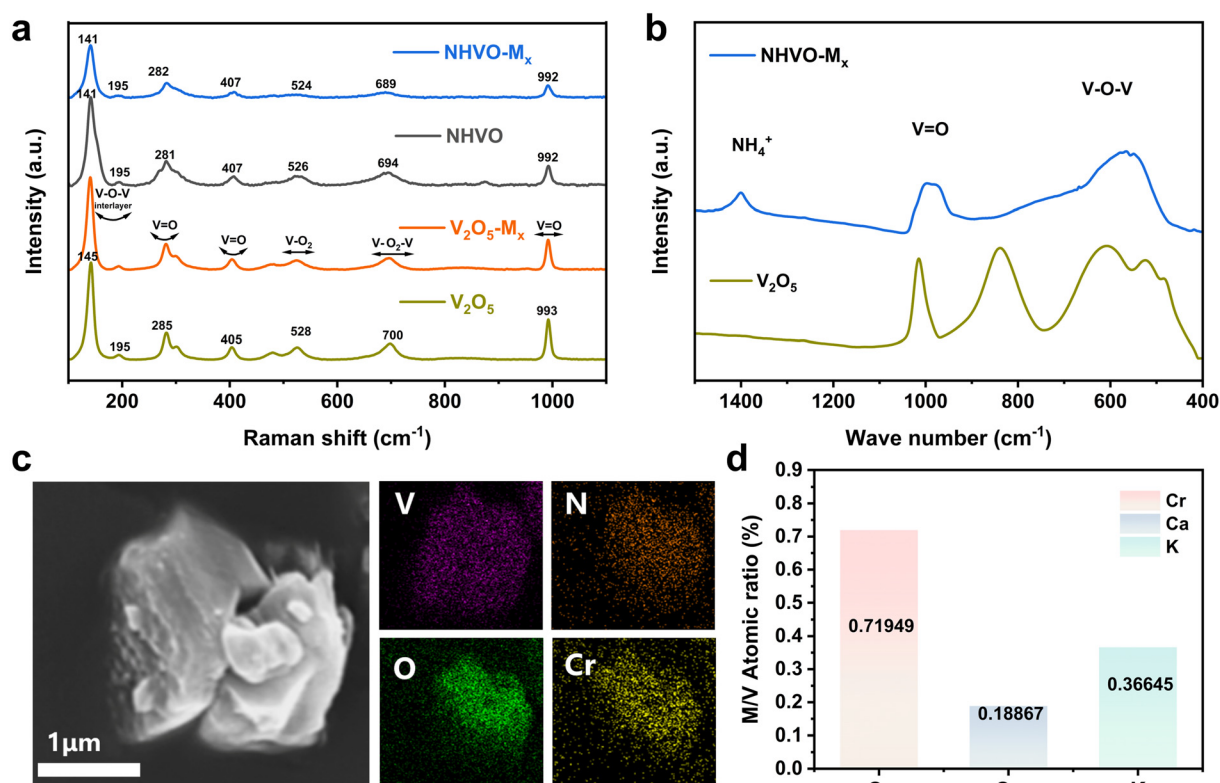 a
141
NHVO-Mx
195
282
407
524
689
992
141
NHVO
195
281
407
526
694
992
V-O-V
interlayer
V=O
V=O
V-O2
V-O2-V
V=O
V2O5-Mx
145
V2O5
195
285
405
528
700
993
Intensity (a.u.)
200
400
600
800
1000
Raman shift (cm-1)
b
NHVO-Mx
V-O-V
V=O
NH4+
V2O5
Intensity (a.u.)
1400
1200
1000
800
600
400
Wave number (cm-1)
c
1μm
V
N
O
Cr
d
M/V Atomic ratio (%)
0.9
0.8
0.7
0.6
0.5
0.4
0.3
0.2
0.1
0.0
Cr
Ca
K
0.71949
0.18867
0.36645